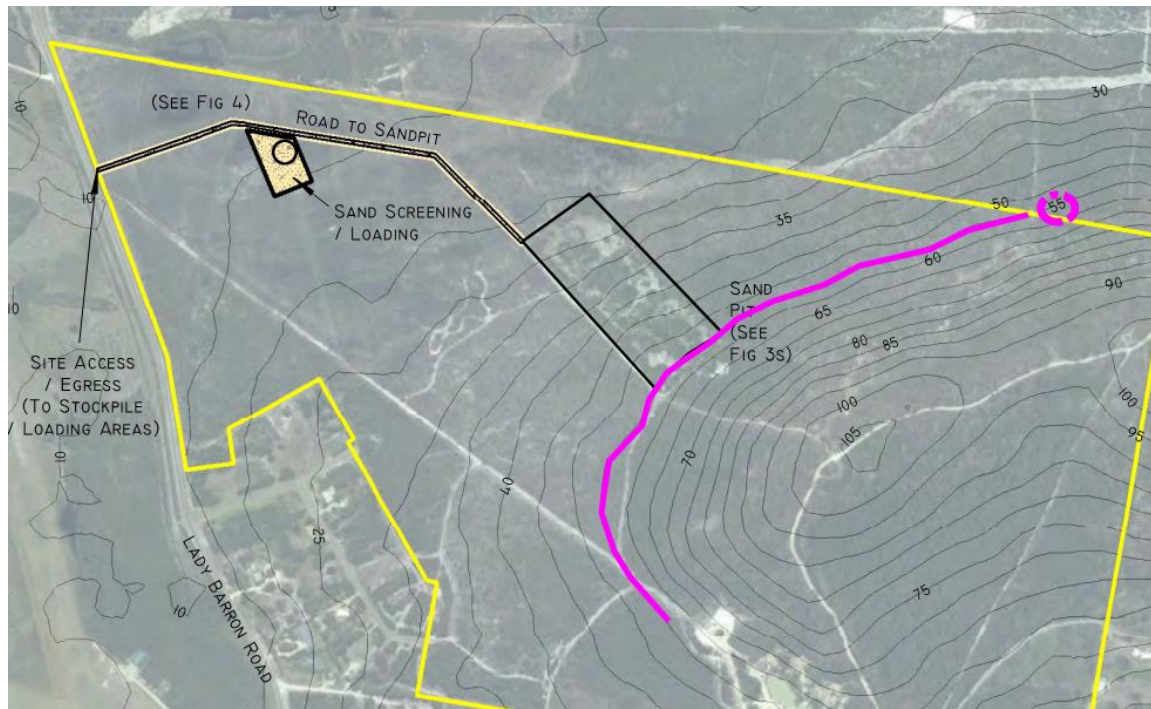 (SEE FIG 4)
ROAD TO SANDPIT
SAND SCREENING
/ LOADING
SITE ACCESS
/ EGRESS
(TO STOCKPILE
/ LOADING AREAS)
SAND
PIT
(SEE
FIG 3S)
LADY BARRON ROAD
10
10
10
10
10
10
25
30
35
40
50
55
60
65
70
75
80
85
90
95
100
100
105